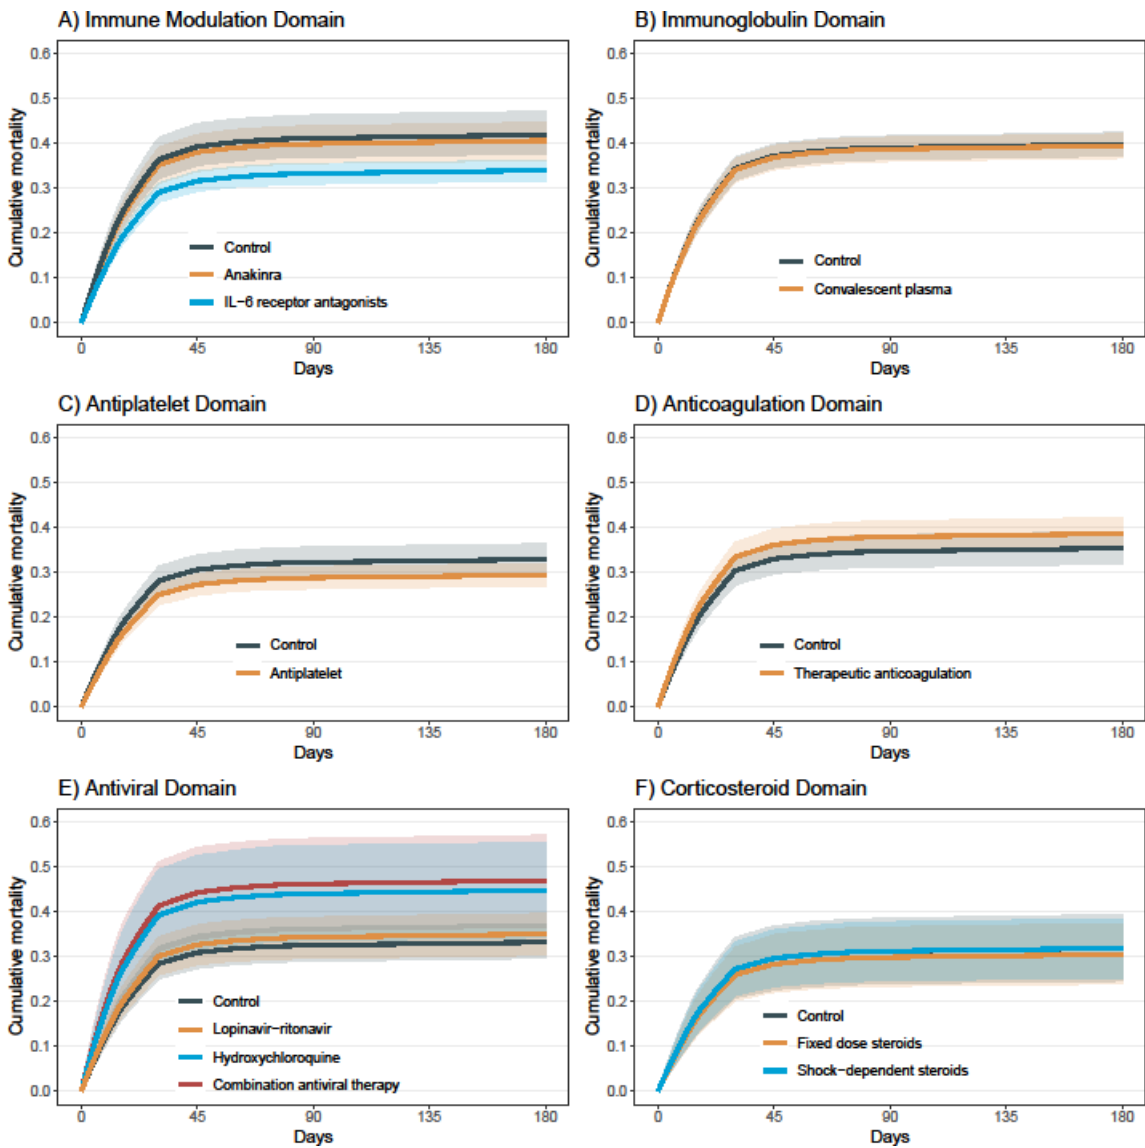 A) Immune Modulation Domain
Cumulative mortality
0.6
0.5
0.4
0.3
0.2
0.1
0.0
Control
Anakinra
IL−6 receptor antagonists
0 45 90 135 180
Days
B) Immunoglobulin Domain
Cumulative mortality
0.6
0.5
0.4
0.3
0.2
0.1
0.0
Control
Convalescent plasma
0 45 90 135 180
Days
C) Antiplatelet Domain
Cumulative mortality
0.6
0.5
0.4
0.3
0.2
0.1
0.0
Control
Antiplatelet
0 45 90 135 180
Days
D) Anticoagulation Domain
Cumulative mortality
0.6
0.5
0.4
0.3
0.2
0.1
0.0
Control
Therapeutic anticoagulation
0 45 90 135 180
Days
E) Antiviral Domain
Cumulative mortality
0.6
0.5
0.4
0.3
0.2
0.1
0.0
Control
Lopinavir−ritonavir
Hydroxychloroquine
Combination antiviral therapy
0 45 90 135 180
Days
F) Corticosteroid Domain
Cumulative mortality
0.6
0.5
0.4
0.3
0.2
0.1
0.0
Control
Fixed dose steroids
Shock−dependent steroids
0 45 90 135 180
Days